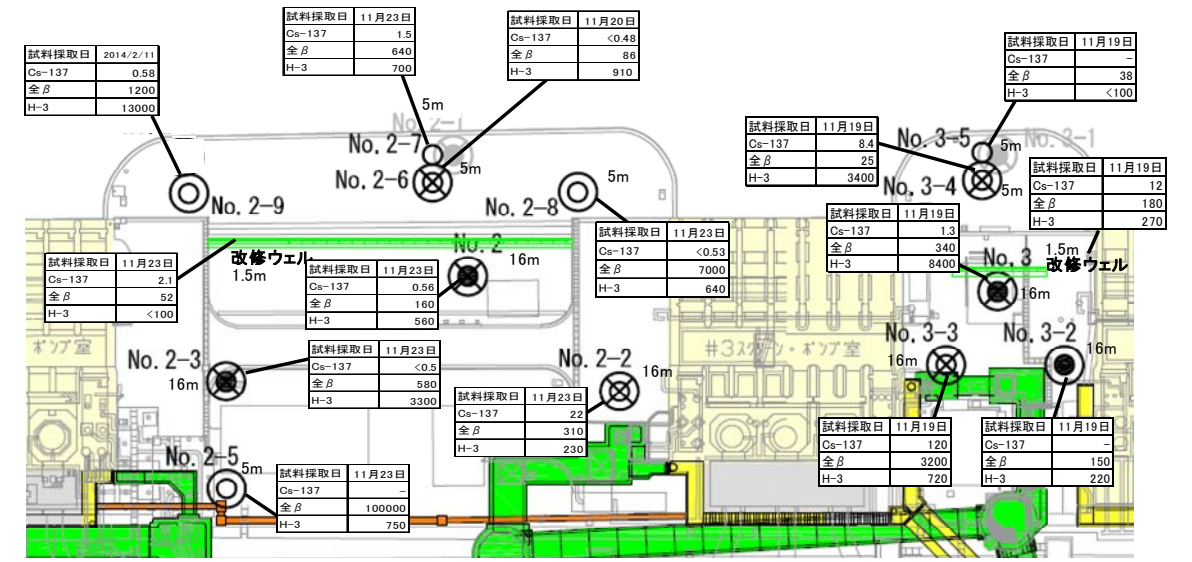 試料採取日 2014/2/11
Cs-137 0.58
全β 1200
H-3 13000
試料採取日 11月23日
Cs-137 1.5
全β 640
H-3 700
試料採取日 11月20日
Cs-137 <0.48
全β 86
H-3 910
試料採取日 11月19日
Cs-137 -
全β 38
H-3 <100
試料採取日 11月19日
Cs-137 8.4
全β 25
H-3 3400
試料採取日 11月19日
Cs-137 12
全β 180
H-3 270
5m
No. 2-1
No. 2-7
No. 2-6
5m
No. 2-9
No. 2-8
5m
No. 3-5
5m
No. 3-1
No. 3-4
5m
試料採取日 11月19日
Cs-137 1.3
全β 340
H-3 8400
試料採取日 11月23日
Cs-137 <0.53
全β 7000
H-3 640
改修ウェル
1.5m
No. 2
16m
No. 3
16m
1.5m
改修ウェル
試料採取日 11月23日
Cs-137 2.1
全β 52
H-3 <100
試料採取日 11月23日
Cs-137 0.56
全β 160
H-3 560
ポンプ室
No. 2-3
16m
試料採取日 11月23日
Cs-137 <0.5
全β 580
H-3 3300
No. 2-2
16m
#3スクリーン・ポンプ室
No. 3-3
16m
No. 3-2
16m
試料採取日 11月23日
Cs-137 22
全β 310
H-3 230
試料採取日 11月19日
Cs-137 120
全β 3200
H-3 720
試料採取日 11月19日
Cs-137 -
全β 150
H-3 220
No. 2-5
5m
試料採取日 11月23日
Cs-137 -
全β 100000
H-3 750